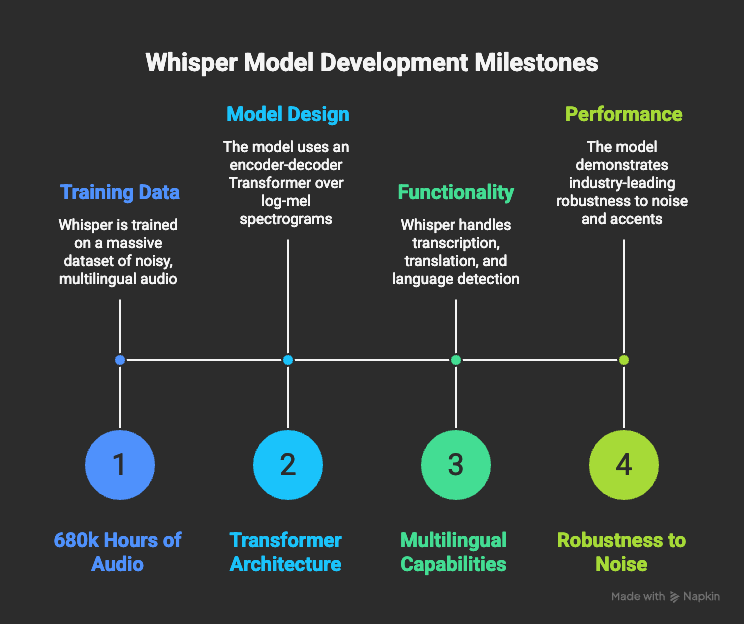 Whisper Model Development Milestones
Training Data
Whisper is trained
on a massive
dataset of noisy,
multilingual audio
Model Design
The model uses an
encoder-decoder
Transformer over
log-mel
spectrograms
Functionality
Whisper handles
transcription,
translation, and
language detection
Performance
The model
demonstrates
industry-leading
robustness to noise
and accents
1
2
3
4
680k Hours of
Audio
Transformer
Architecture
Multilingual
Capabilities
Robustness to
Noise
Made with Napkin